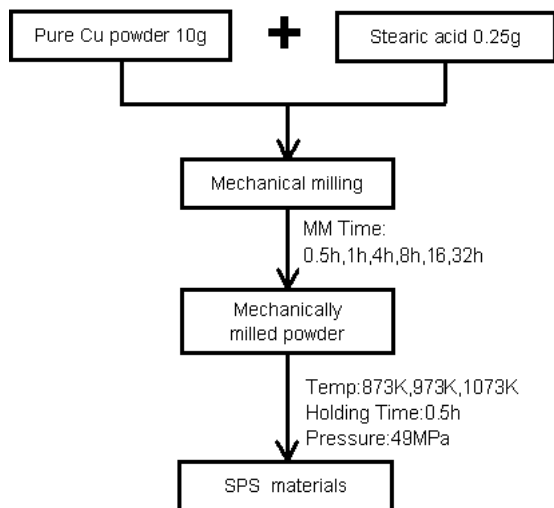 Pure Cu powder 10g
+
Stearic acid 0.25g
Mechanical milling
MM Time:
0.5h,1h,4h,8h,16,32h
Mechanically
milled powder
Temp:873K,973K,1073K
Holding Time:0.5h
Pressure:49MPa
SPS materials